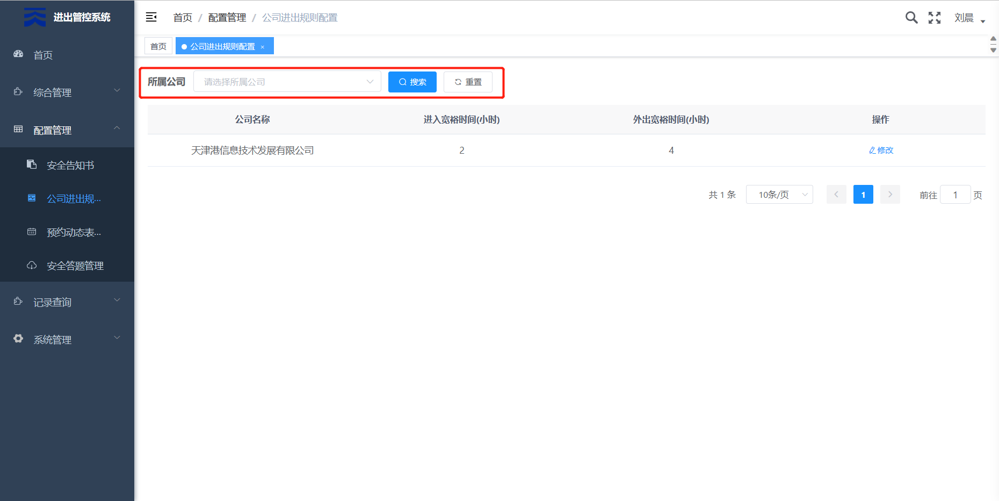 进出管控系统
首页
综合管理
配置管理
安全告知书
公司进出规...
预约动态表...
安全答题管理
记录查询
系统管理
首页 / 配置管理 / 公司进出规则配置
刘晨
首页
公司进出规则配置 ×
所属公司 请选择所属公司 搜索 重置
公司名称 进入宽裕时间(小时) 外出宽裕时间(小时) 操作
天津港信息技术发展有限公司 2 4 修改
共 1 条 10条/页 1 前往 1 页